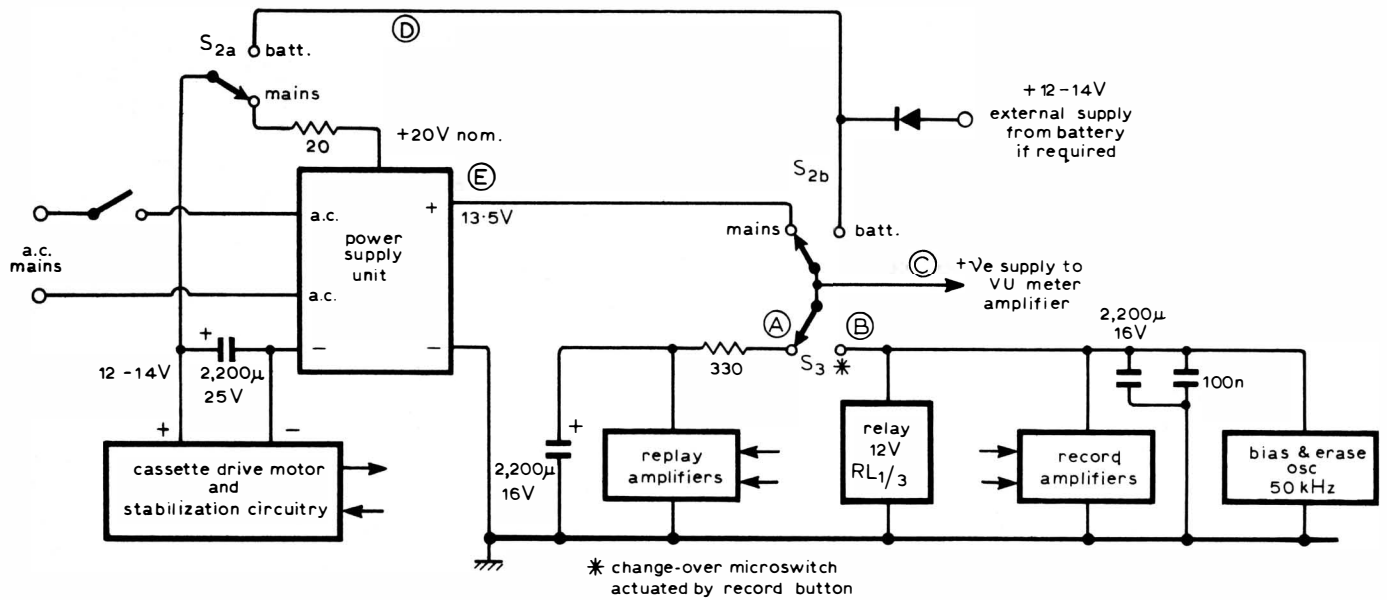 D
S2a
batt.
mains
+20V nom.
20
+12-14V
external supply
from battery
if required
S2b
E
13·5V
a.c.
+
power
supply
unit
a.c.
mains
a.c.
mains
batt.
C
+ve supply to
VU meter
amplifier
A
B
2,200μ
16V
100n
+
−
−
12-14V
2,200μ
25V
330
S3
*
+
−
cassette drive motor
and
stabilization circuitry
+
2,200μ
16V
replay
amplifiers
relay
12V
RL1/3
record
amplifiers
bias & erase
osc
50 kHz
* change-over microswitch
actuated by record button